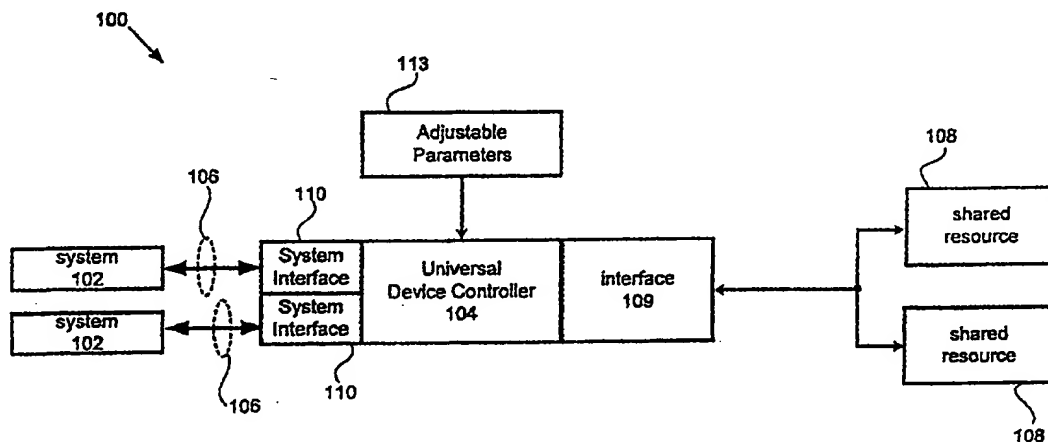 100
113
Adjustable
Parameters
108
shared
resource
106
110
system
102
System
Interface
Universal
Device Controller
104
interface
109
system
102
System
Interface
shared
resource
106
110
108